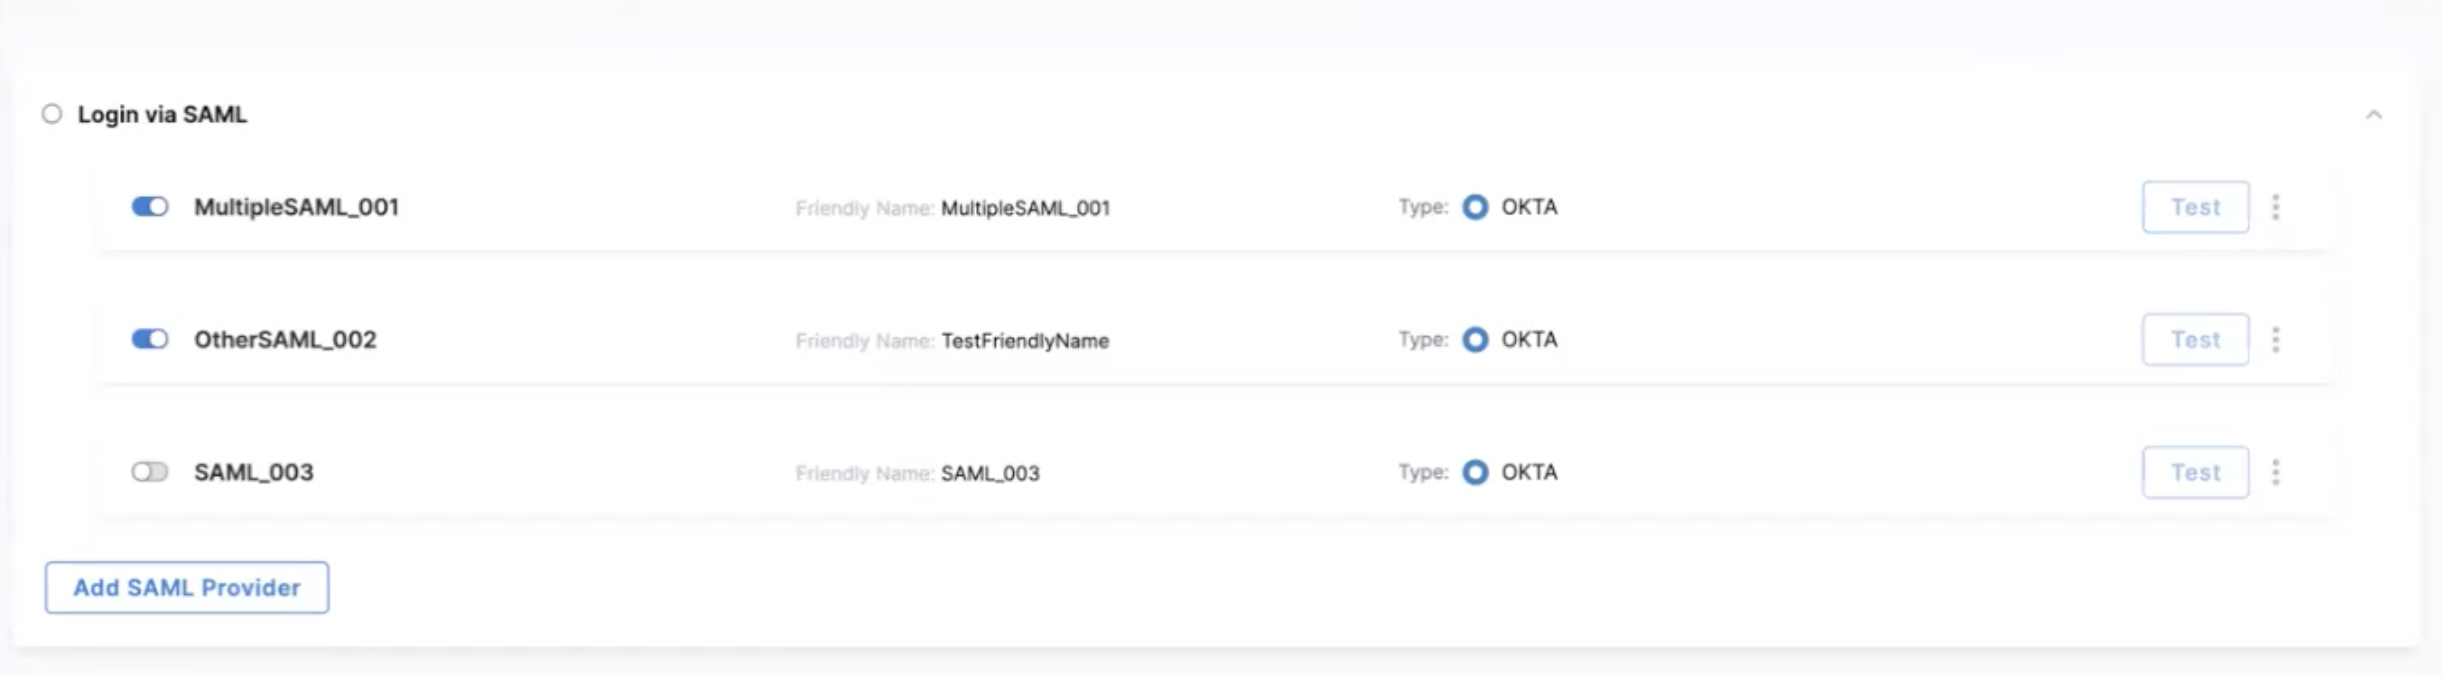 Login via SAML
MultipleSAML_001 Friendly Name: MultipleSAML_001 Type: OKTA Test
OtherSAML_002 Friendly Name: TestFriendlyName Type: OKTA Test
SAML_003 Friendly Name: SAML_003 Type: OKTA Test
Add SAML Provider